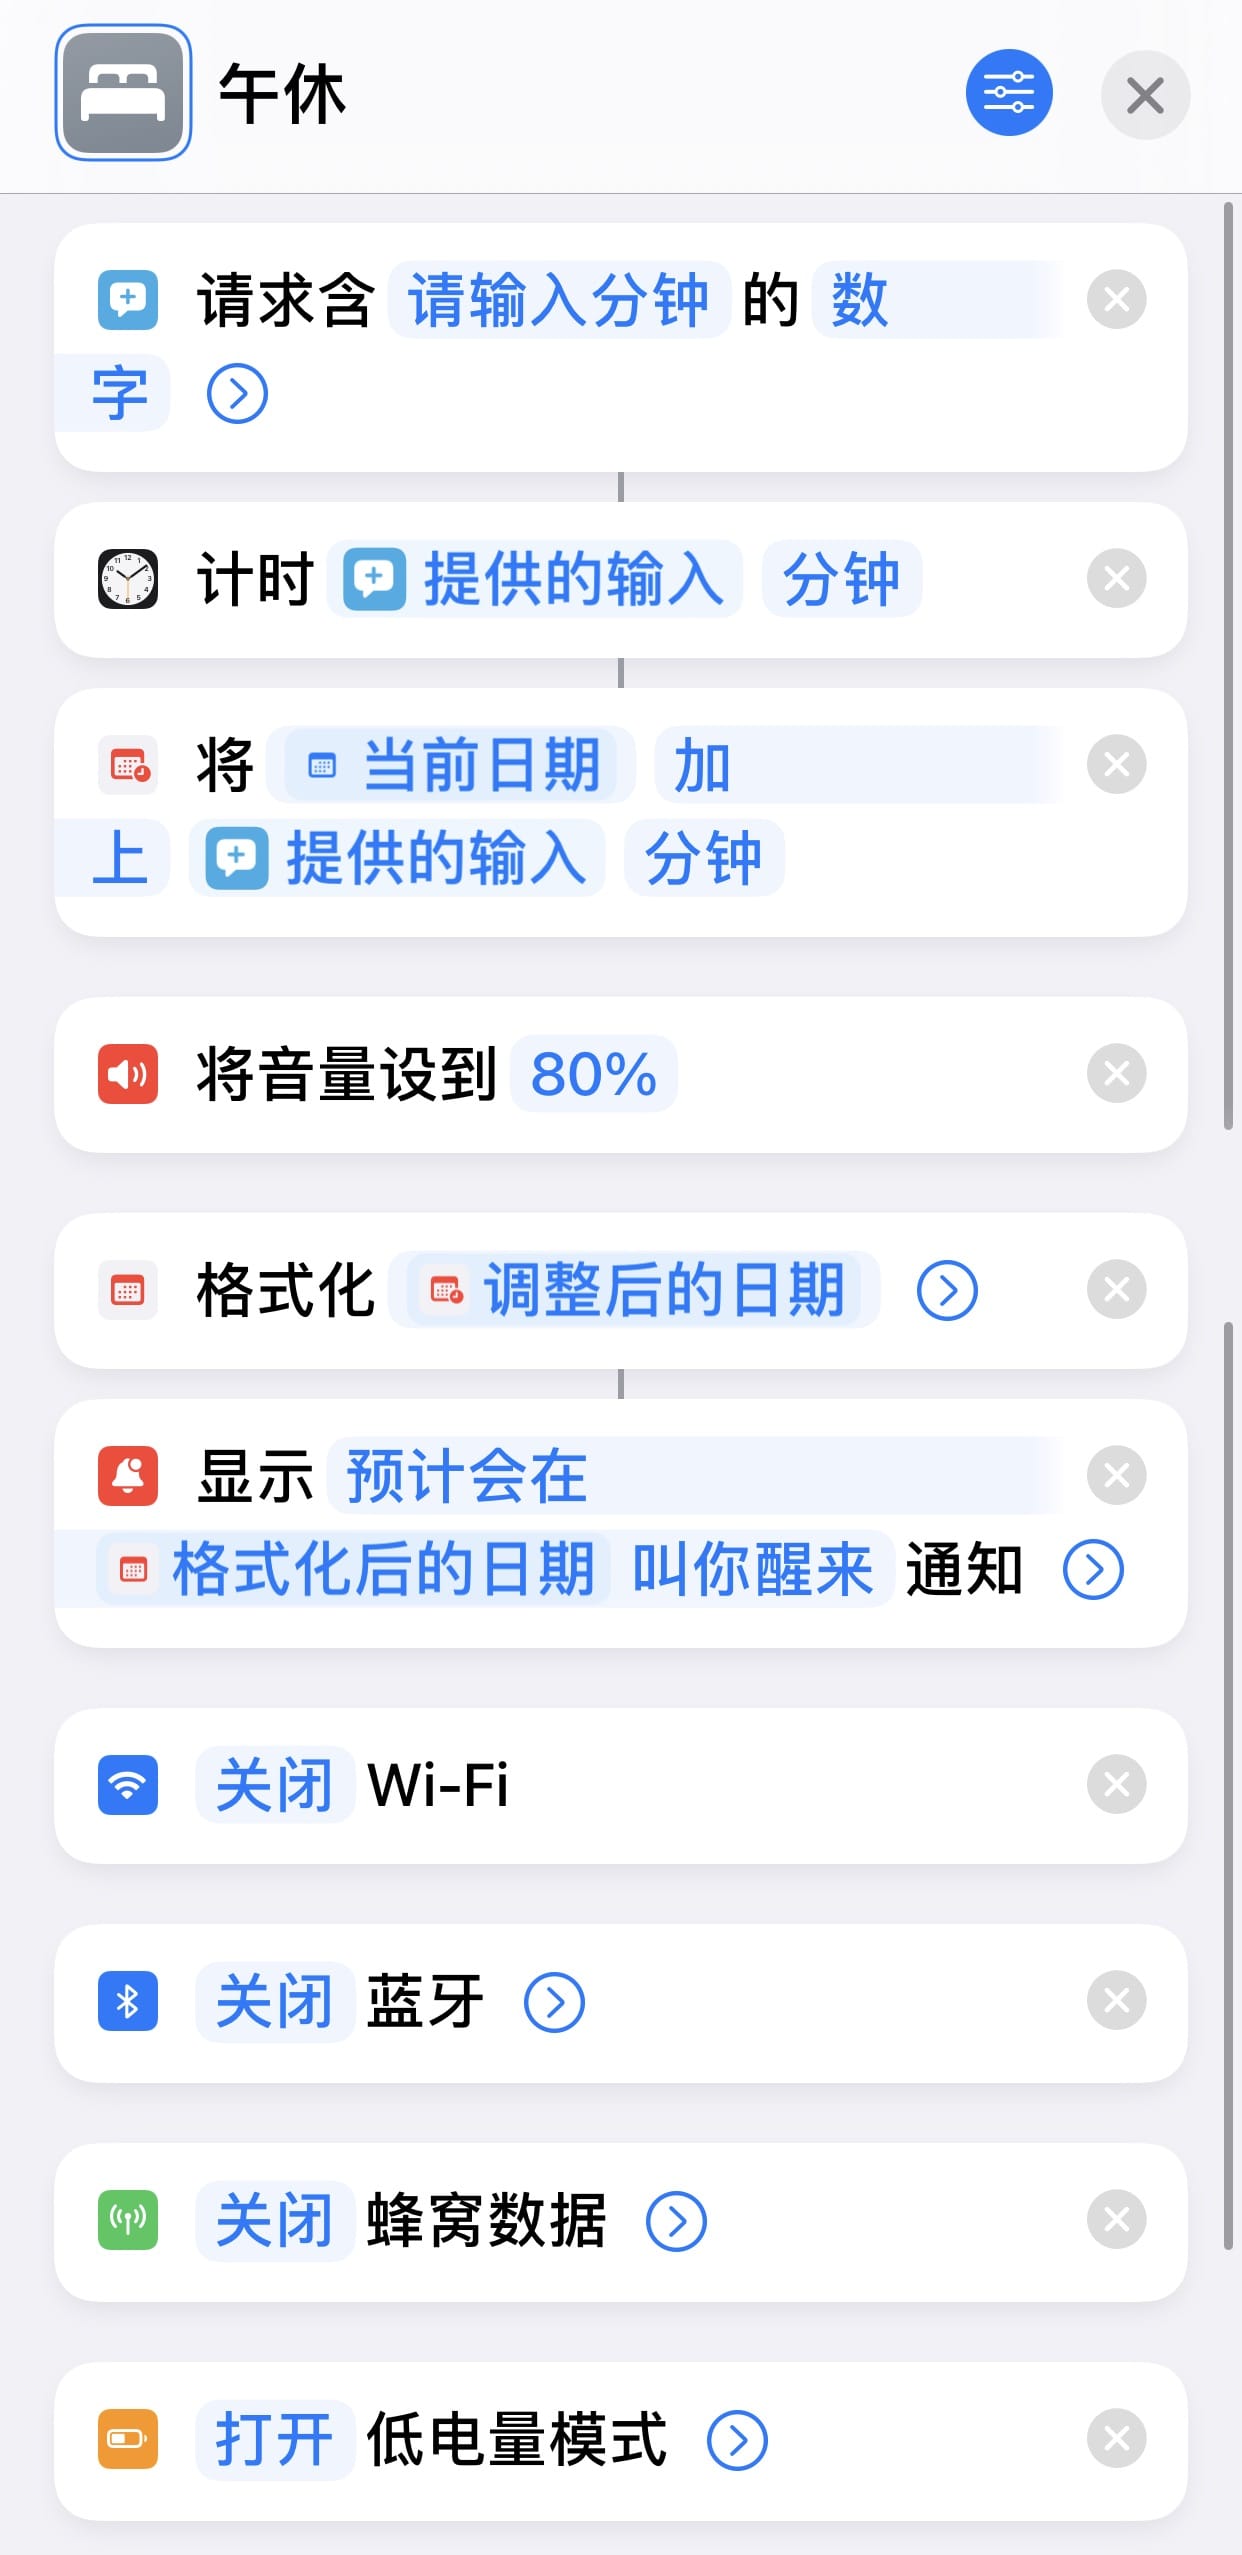 午休
请求含 请输入分钟 的 数
字
计时 提供的输入 分钟
将 当前日期 加
上 提供的输入 分钟
将音量设到 80%
格式化 调整后的日期
显示 预计会在
格式化后的日期 叫你醒来 通知
关闭 Wi-Fi
关闭 蓝牙
关闭 蜂窝数据
打开 低电量模式